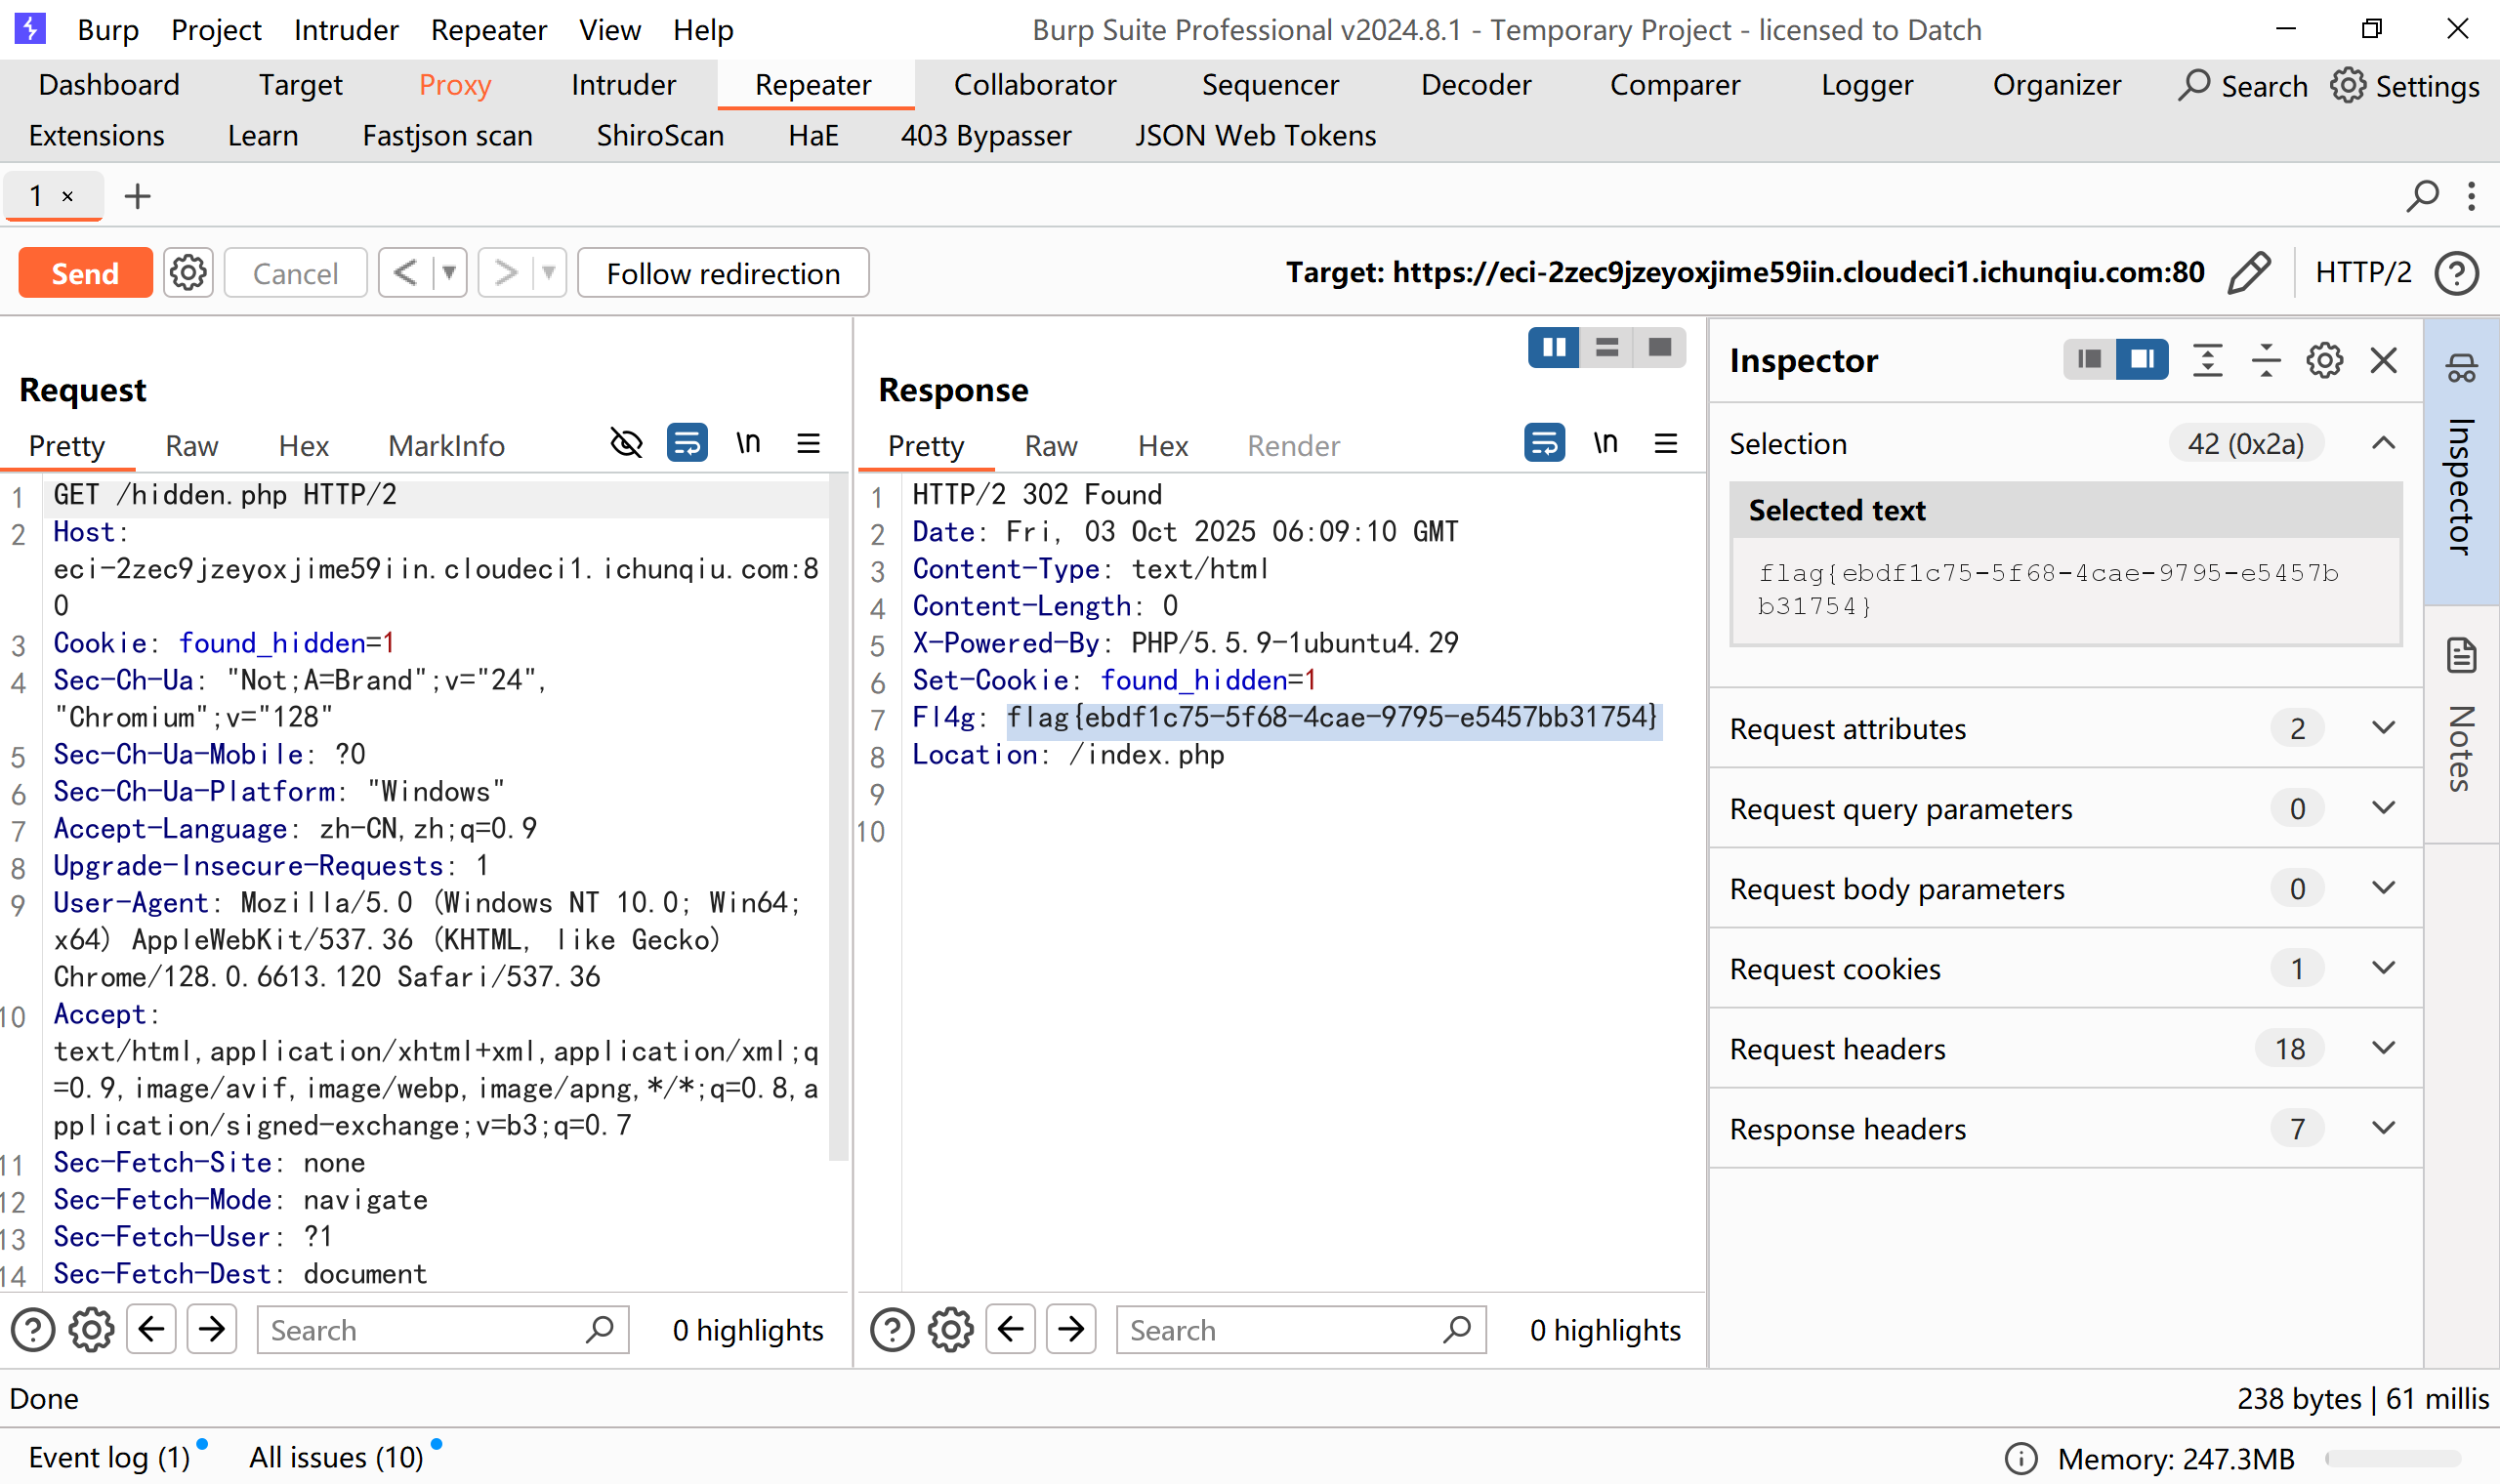 Burp Project Intruder Repeater View Help Burp Suite Professional v2024.8.1 - Temporary Project - licensed to Datch
Dashboard Target Proxy Intruder Repeater Collaborator Sequencer Decoder Comparer Logger Organizer Search Settings
Extensions Learn Fastjson scan ShiroScan HaE 403 Bypasser JSON Web Tokens
1 × +
Send Cancel < > Follow redirection Target: https://eci-2zec9jzeyoxjime59iin.cloudeci1.ichunqiu.com:80 HTTP/2 ?
Request
Pretty Raw Hex MarkInfo \n
1 GET /hidden.php HTTP/2
2 Host:
eci-2zec9jzeyoxjime59iin.cloudeci1.ichunqiu.com:8
0
3 Cookie: found_hidden=1
4 Sec-Ch-Ua: "Not;A=Brand";v="24",
"Chromium";v="128"
5 Sec-Ch-Ua-Mobile: ?0
6 Sec-Ch-Ua-Platform: "Windows"
7 Accept-Language: zh-CN,zh;q=0.9
8 Upgrade-Insecure-Requests: 1
9 User-Agent: Mozilla/5.0 (Windows NT 10.0; Win64;
x64) AppleWebKit/537.36 (KHTML, like Gecko)
Chrome/128.0.6613.120 Safari/537.36
10 Accept:
text/html,application/xhtml+xml,application/xml;q
=0.9,image/avif,image/webp,image/apng,*/*;q=0.8,a
pplication/signed-exchange;v=b3;q=0.7
11 Sec-Fetch-Site: none
12 Sec-Fetch-Mode: navigate
13 Sec-Fetch-User: ?1
14 Sec-Fetch-Dest: document
Search 0 highlights
Response
Pretty Raw Hex Render \n
1 HTTP/2 302 Found
2 Date: Fri, 03 Oct 2025 06:09:10 GMT
3 Content-Type: text/html
4 Content-Length: 0
5 X-Powered-By: PHP/5.5.9-1ubuntu4.29
6 Set-Cookie: found_hidden=1
7 Fl4g: flag{ebdf1c75-5f68-4cae-9795-e5457bb31754}
8 Location: /index.php
9
10
Search 0 highlights
Inspector
Selection 42 (0x2a)
Selected text
flag{ebdf1c75-5f68-4cae-9795-e5457b
b31754}
Request attributes 2
Request query parameters 0
Request body parameters 0
Request cookies 1
Request headers 18
Response headers 7
Inspector
Notes
Done 238 bytes | 61 millis
Event log (1) All issues (10) Memory: 247.3MB